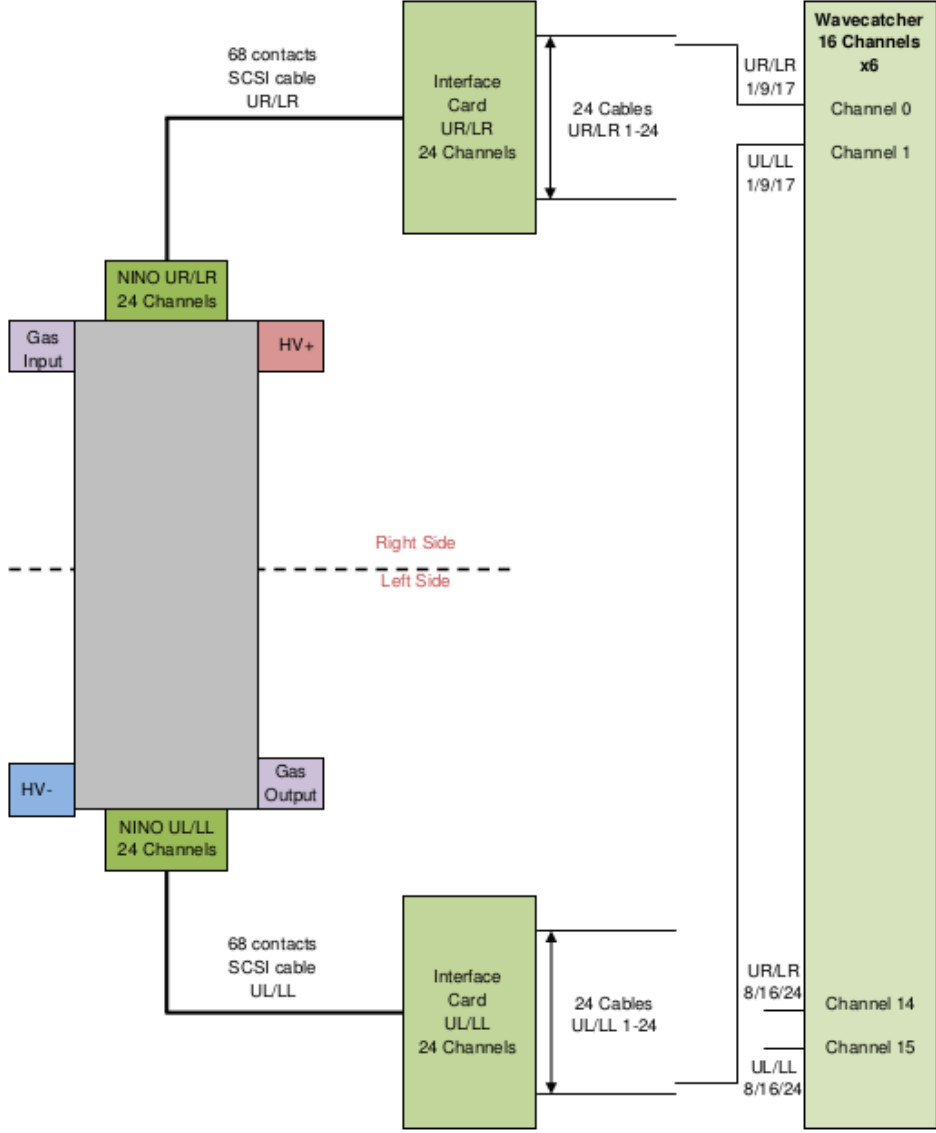 68 contacts
SCSI cable
UR/LR
Interface
Card
UR/LR
24 Channels
24 Cables
UR/LR 1-24
UR/LR
1/9/17
UL/LL
1/9/17
Wavecatcher
16 Channels
x6
Channel 0
Channel 1
NINO UR/LR
24 Channels
Gas
Input
HV+
Right Side
Left Side
HV-
Gas
Output
NINO UL/LL
24 Channels
68 contacts
SCSI cable
UL/LL
Interface
Card
UL/LL
24 Channels
24 Cables
UL/LL 1-24
UR/LR
8/16/24
UL/LL
8/16/24
Channel 14
Channel 15